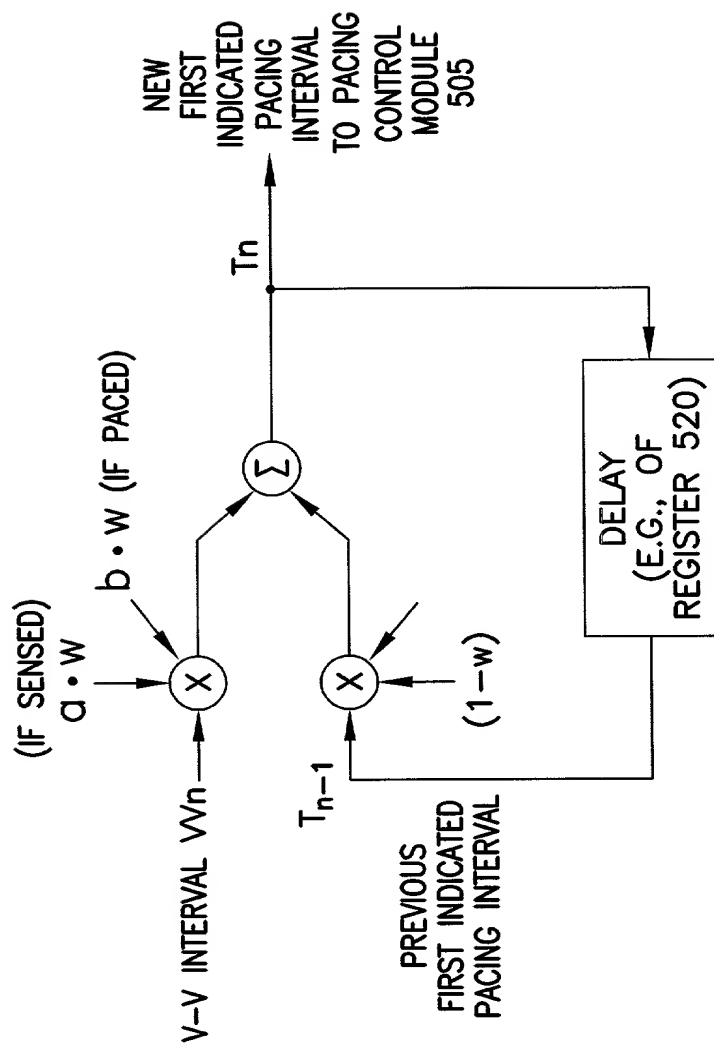 (IF SENSED)
a • w
b • w (IF PACED)
V-V INTERVAL VVn
X
Σ
Tn
NEW
FIRST
INDICATED
PACING
INTERVAL
TO PACING
CONTROL
MODULE
505
Tn-1
X
(1-w)
PREVIOUS
FIRST INDICATED
PACING INTERVAL
DELAY
(E.G., OF
REGISTER 520)